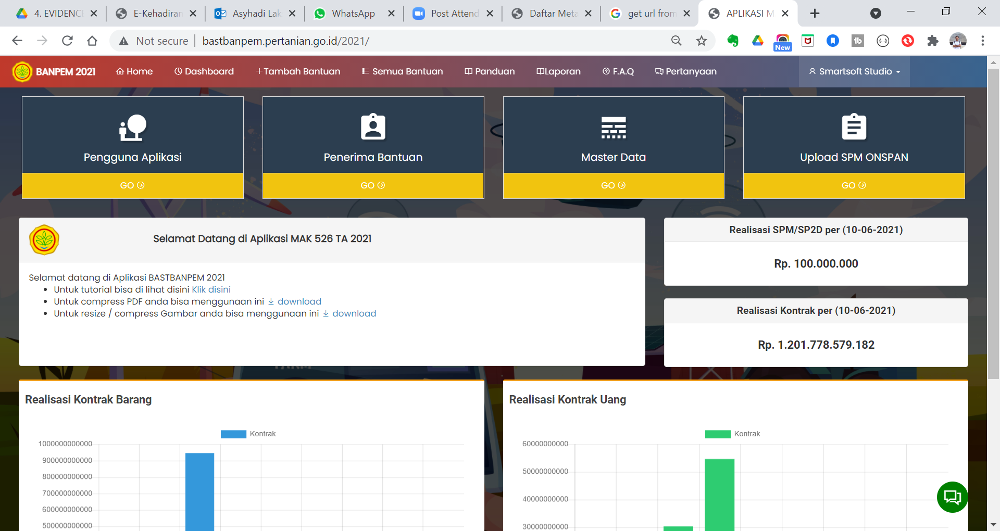 4. EVIDENC
E-Kehadiran
Asyhadi Lak
WhatsApp
Post Attend
Daftar Meta
get url from
APLIKASI M
Not secure
bastbanpem.pertanian.go.id/2021/
New
BANPEM 2021
Home
Dashboard
+Tambah Bantuan
Semua Bantuan
Panduan
Laporan
F.A.Q
Pertanyaan
Smartsoft Studio
Pengguna Aplikasi
GO
Penerima Bantuan
GO
Master Data
GO
Upload SPM ONSPAN
GO
Selamat Datang di Aplikasi MAK 526 TA 2021
Selamat datang di Aplikasi BASTBANPEM 2021
Untuk tutorial bisa di lihat disini Klik disini
Untuk compress PDF anda bisa menggunaan ini download
Untuk resize / compress Gambar anda bisa menggunaan ini download
Realisasi SPM/SP2D per (10-06-2021)
Rp. 100.000.000
Realisasi Kontrak per (10-06-2021)
Rp. 1.201.778.579.182
Realisasi Kontrak Barang
Kontrak
1000000000000
900000000000
800000000000
700000000000
600000000000
500000000000
Realisasi Kontrak Uang
Kontrak
60000000000
50000000000
40000000000
30000000000